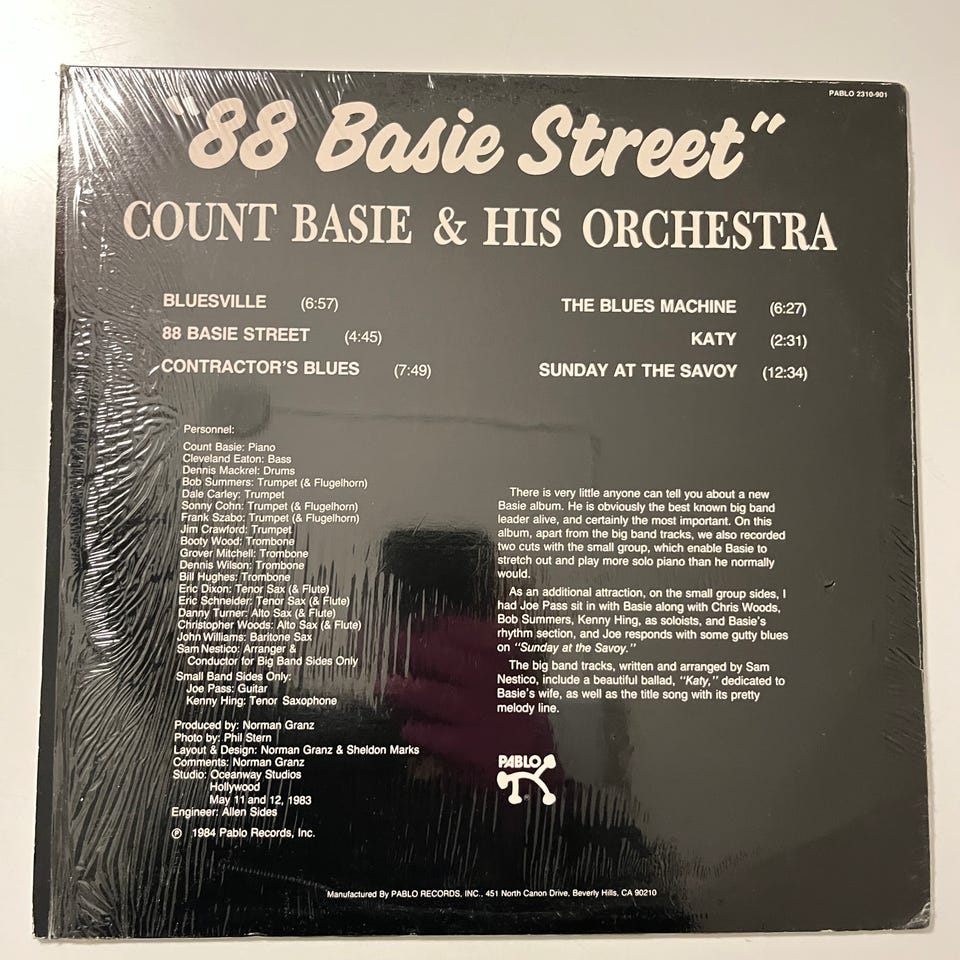 PABLO 2310-901
"88 Basie Street"
COUNT BASIE & HIS ORCHESTRA
BLUESVILLE (6:57)
88 BASIE STREET (4:45)
CONTRACTOR'S BLUES (7:49)
THE BLUES MACHINE (6:27)
KATY (2:31)
SUNDAY AT THE SAVOY (12:34)
Personnel:
Count Basie: Piano
Cleveland Eaton: Bass
Dennis Mackrel: Drums
Bob Summers: Trumpet (& Flugelhorn)
Dale Carley: Trumpet
Sonny Cohn: Trumpet (& Flugelhorn)
Frank Szabo: Trumpet (& Flugelhorn)
Jim Crawford: Trumpet
Booty Wood: Trombone
Grover Mitchell: Trombone
Dennis Wilson: Trombone
Bill Hughes: Trombone
Eric Dixon: Tenor Sax (& Flute)
Eric Schneider: Tenor Sax (& Flute)
Danny Turner: Alto Sax (& Flute)
Christopher Woods: Alto Sax (& Flute)
John Williams: Baritone Sax
Sam Nestico: Arranger &
Conductor for Big Band Sides Only
Small Band Sides Only:
Joe Pass: Guitar
Kenny Hing: Tenor Saxophone
Produced by: Norman Granz
Photo by: Phil Stern
Layout & Design: Norman Granz & Sheldon Marks
Comments: Norman Granz
Studio: Oceanway Studios
Hollywood
May 11 and 12, 1983
Engineer: Allen Sides
℗ 1984 Pablo Records, Inc.
There is very little anyone can tell you about a new
Basie album. He is obviously the best known big band
leader alive, and certainly the most important. On this
album, apart from the big band tracks, we also recorded
two cuts with the small group, which enable Basie to
stretch out and play more solo piano than he normally
would.
As an additional attraction, on the small group sides, I
had Joe Pass sit in with Basie along with Chris Woods,
Bob Summers, Kenny Hing, as soloists, and Basie's
rhythm section, and Joe responds with some gutty blues
on "Sunday at the Savoy."
The big band tracks, written and arranged by Sam
Nestico, include a beautiful ballad, "Katy," dedicated to
Basie's wife, as well as the title song with its pretty
melody line.
PABLO
®
Manufactured By PABLO RECORDS, INC., 451 North Canon Drive, Beverly Hills, CA 90210